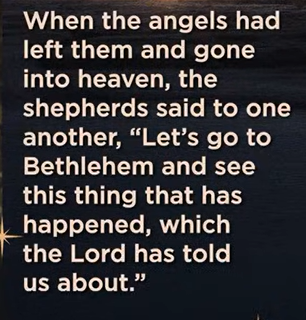 When the angels had
left them and gone
into heaven, the
shepherds said to one
another, “Let’s go to
Bethlehem and see
this thing that has
happened, which
the Lord has told
us about.”